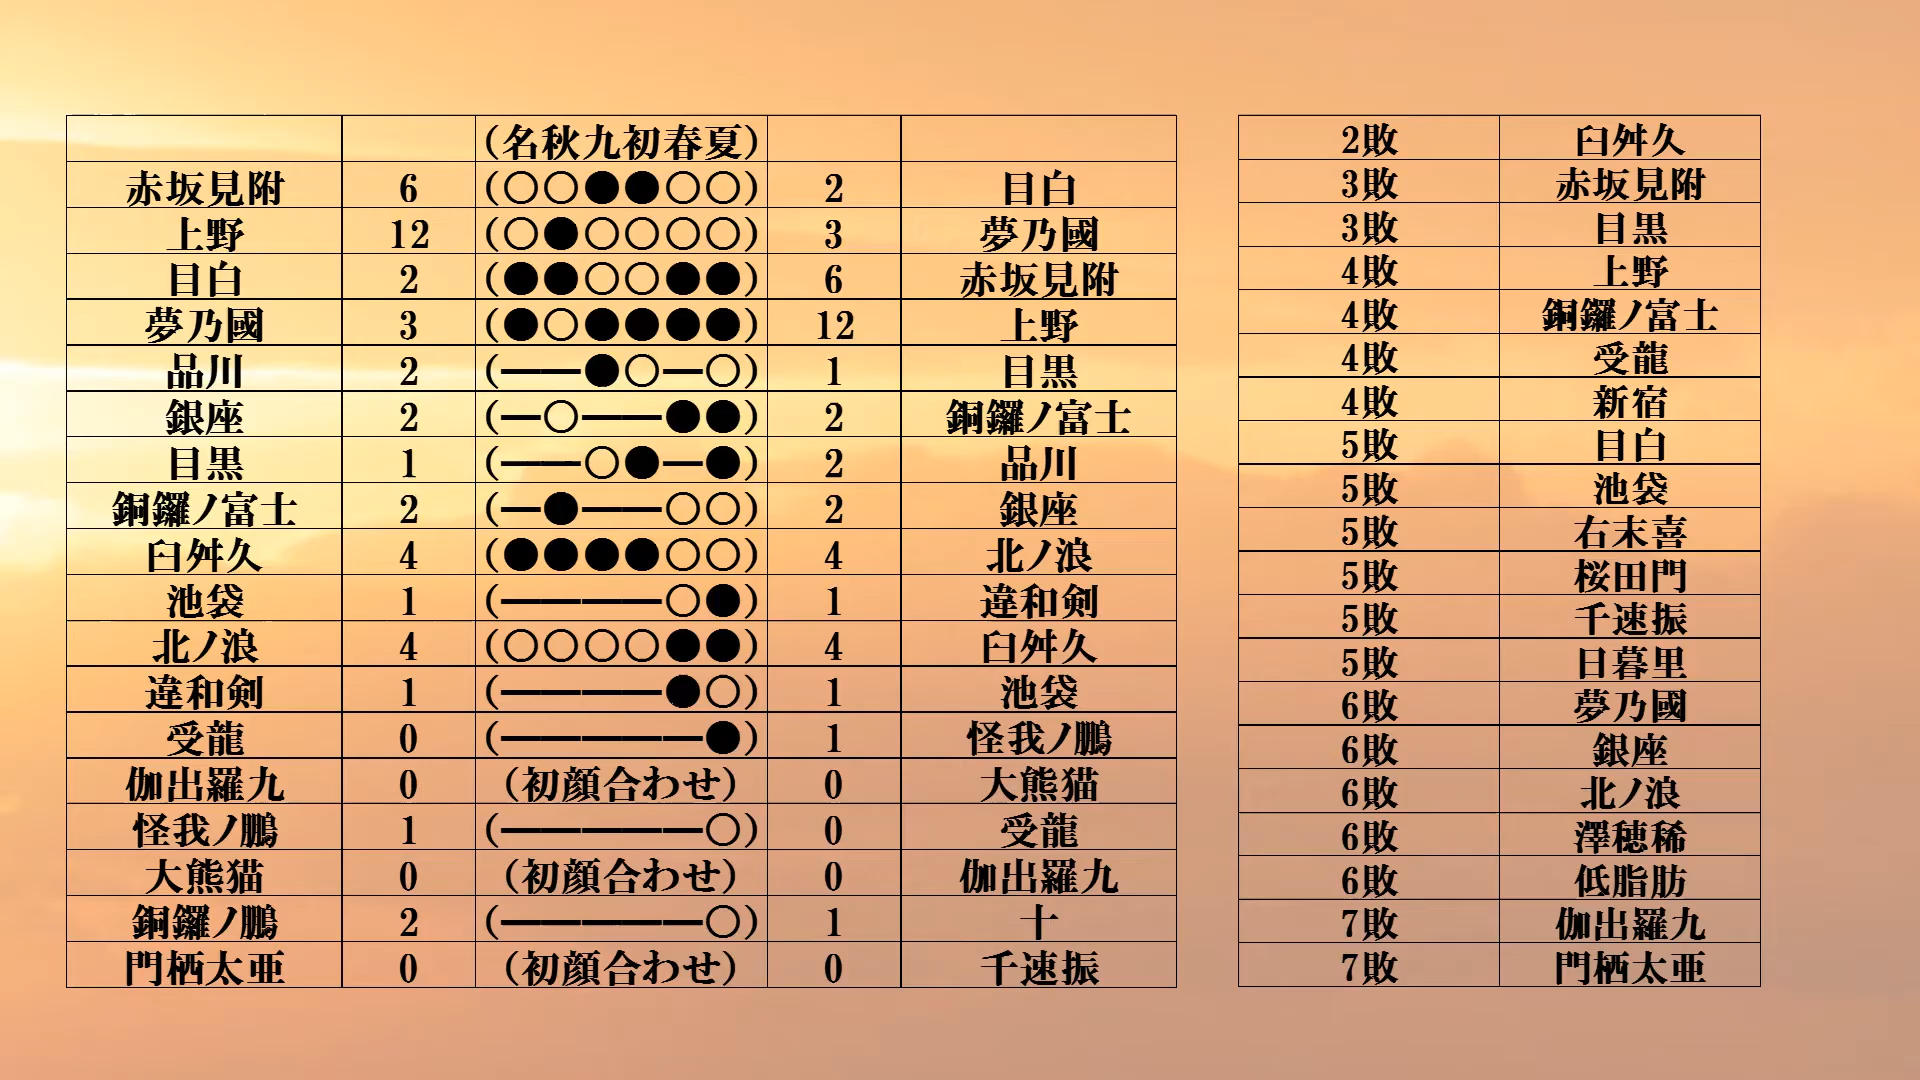 （名秋九初春夏）
赤坂見附 6 （○○●●○○） 2 目白
上野 12 （○●○○○○） 3 夢乃國
目白 2 （●●○○●●） 6 赤坂見附
夢乃國 3 （●○●●●●） 12 上野
品川 2 （――●○―○） 1 目黒
銀座 2 （―○――●●） 2 銅鑼ノ富士
目黒 1 （――○●―●） 2 品川
銅鑼ノ富士 2 （―●――○○） 2 銀座
臼舛久 4 （●●●●○○） 4 北ノ浪
池袋 1 （――――○●） 1 違和剣
北ノ浪 4 （○○○○●●） 4 臼舛久
違和剣 1 （――――●○） 1 池袋
受龍 0 （―――――●） 1 怪我ノ鵬
伽出羅九 0 （初顔合わせ） 0 大熊猫
怪我ノ鵬 1 （―――――○） 0 受龍
大熊猫 0 （初顔合わせ） 0 伽出羅九
銅鑼ノ鵬 2 （―――――○） 1 十
門栖太亜 0 （初顔合わせ） 0 千速振
2敗 臼舛久
3敗 赤坂見附
3敗 目黒
4敗 上野
4敗 銅鑼ノ富士
4敗 受龍
4敗 新宿
5敗 目白
5敗 池袋
5敗 右末喜
5敗 桜田門
5敗 千速振
5敗 日暮里
6敗 夢乃國
6敗 銀座
6敗 北ノ浪
6敗 澤穂稀
6敗 低脂肪
7敗 伽出羅九
7敗 門栖太亜